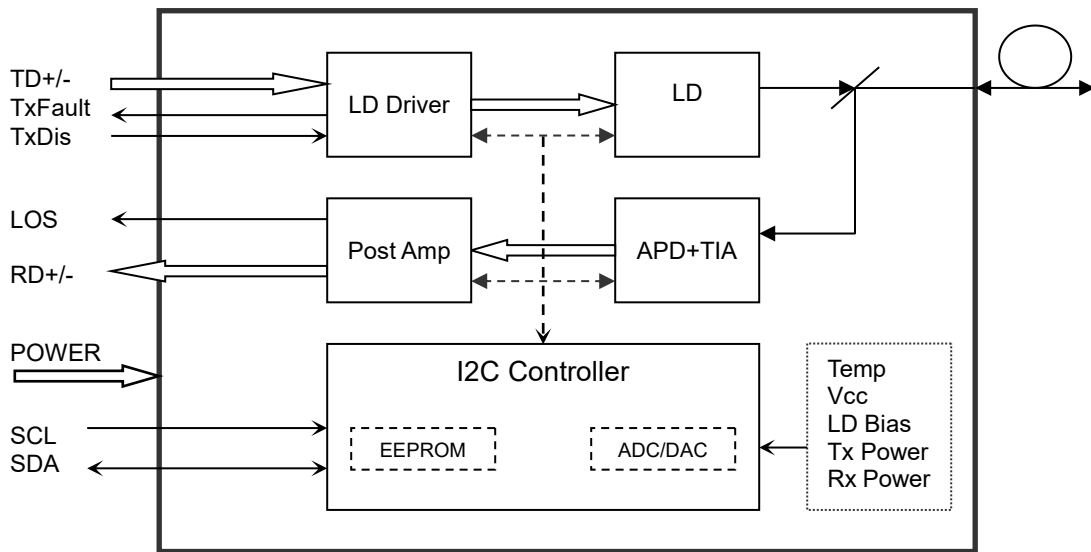 TD+/-
TxFault
TxDis
LD Driver
LD
LOS
RD+/-
Post Amp
APD+TIA
POWER
SCL
SDA
I2C Controller
EEPROM
ADC/DAC
Temp
Vcc
LD Bias
Tx Power
Rx Power